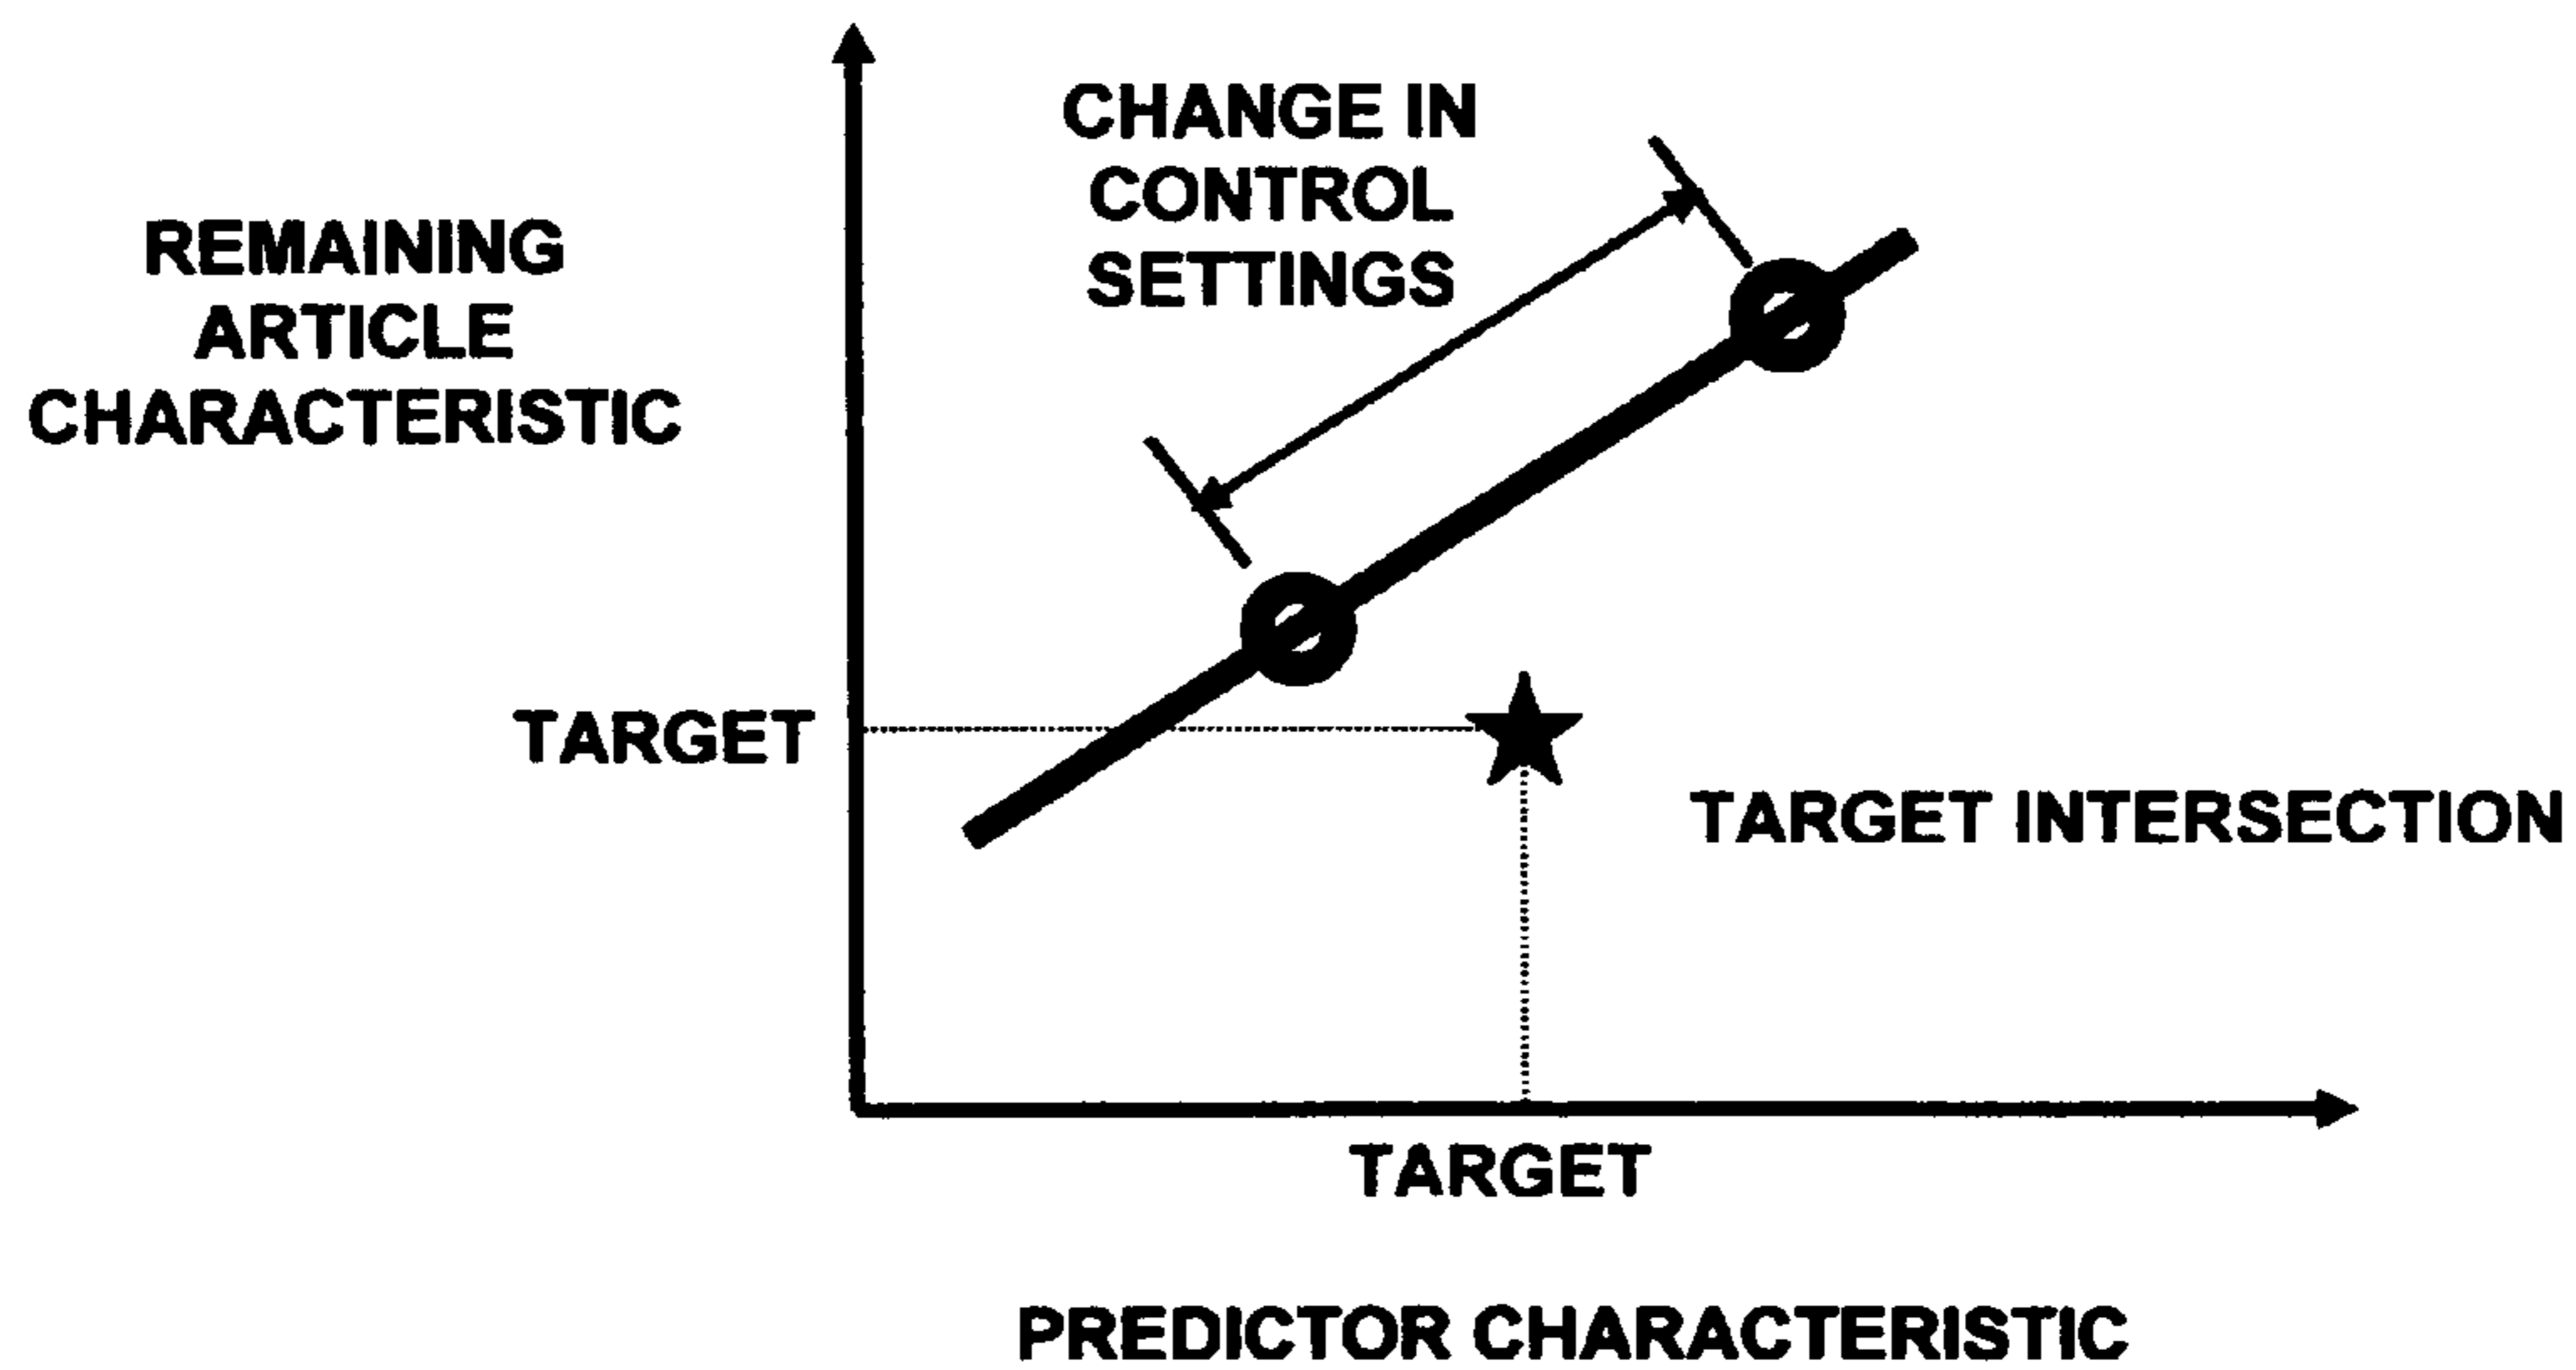 CHANGE IN
CONTROL
SETTINGS
REMAINING
ARTICLE
CHARACTERISTIC
TARGET
TARGET INTERSECTION
TARGET
PREDICTOR CHARACTERISTIC